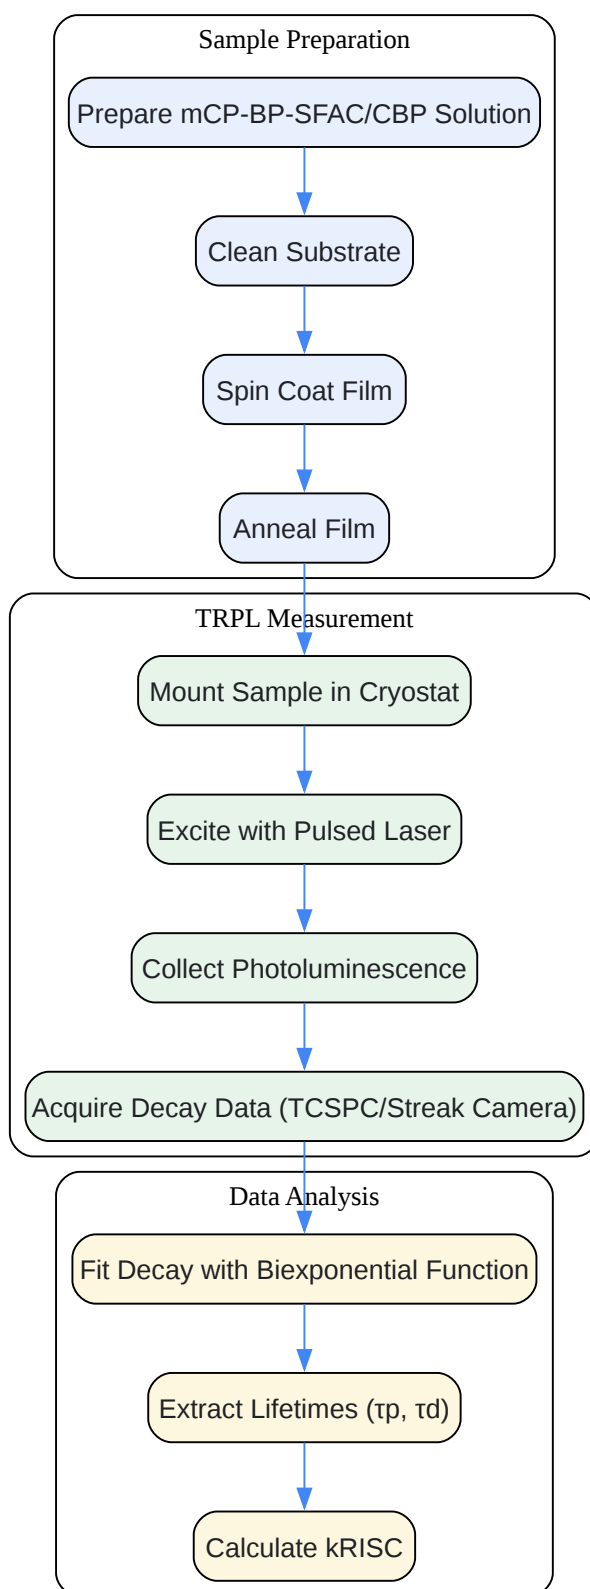 Sample Preparation
Prepare mCP-BP-SFAC/CBP Solution
Clean Substrate
Spin Coat Film
Anneal Film
TRPL Measurement
Mount Sample in Cryostat
Excite with Pulsed Laser
Collect Photoluminescence
Acquire Decay Data (TCSPC/Streak Camera)
Data Analysis
Fit Decay with Biexponential Function
Extract Lifetimes (τp, τd)
Calculate kRISC